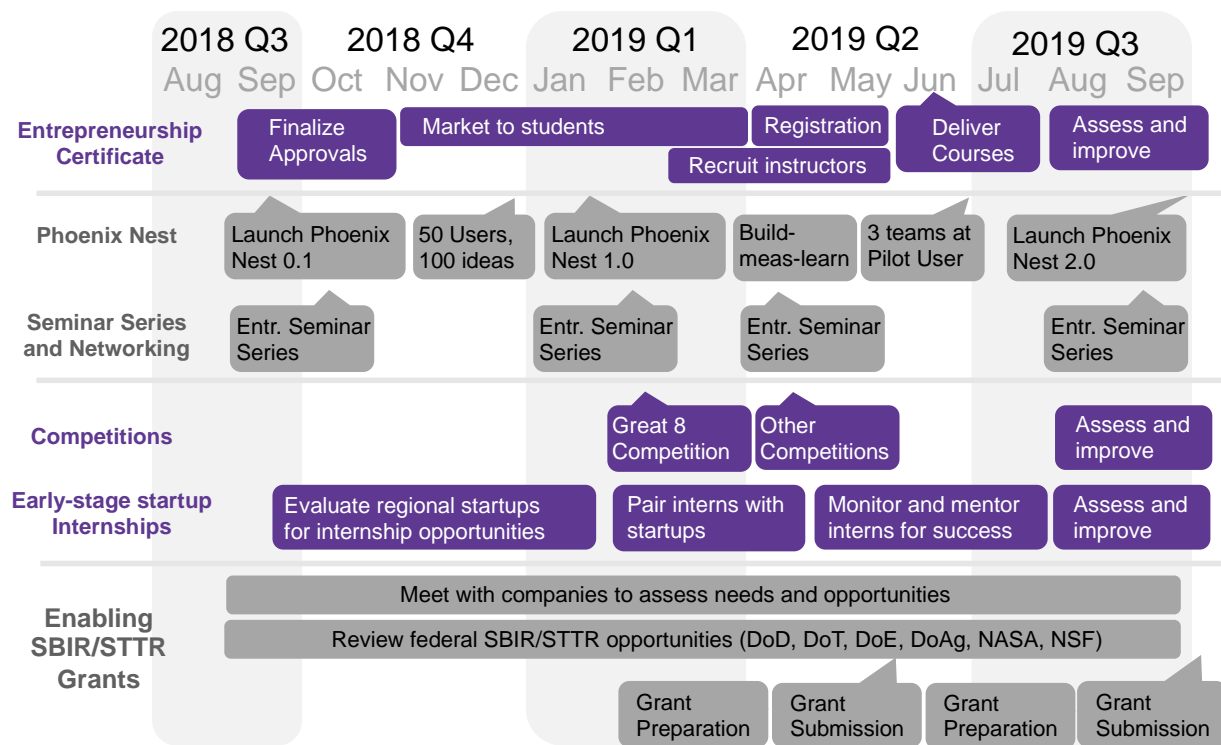 2018 Q3
2018 Q4
2019 Q1
2019 Q2
2019 Q3
Aug Sep Oct Nov Dec Jan Feb Mar Apr May Jun Jul Aug Sep
Entrepreneurship
Certificate
Finalize
Approvals
Market to students
Registration
Recruit instructors
Deliver
Courses
Assess and
improve
Phoenix Nest
Launch Phoenix
Nest 0.1
50 Users,
100 ideas
Launch Phoenix
Nest 1.0
Build-
meas-learn
3 teams at
Pilot User
Launch Phoenix
Nest 2.0
Seminar Series
and Networking
Entr. Seminar
Series
Entr. Seminar
Series
Entr. Seminar
Series
Entr. Seminar
Series
Competitions
Great 8
Competition
Other
Competitions
Assess and
improve
Early-stage startup
Internships
Evaluate regional startups
for internship opportunities
Pair interns with
startups
Monitor and mentor
interns for success
Assess and
improve
Enabling
SBIR/STTR
Grants
Meet with companies to assess needs and opportunities
Review federal SBIR/STTR opportunities (DoD, DoT, DoE, DoAg, NASA, NSF)
Grant
Preparation
Grant
Submission
Grant
Preparation
Grant
Submission